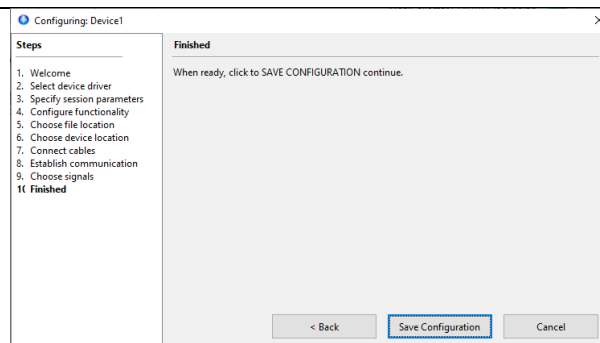 Configuring: Device1
Steps
1. Welcome
2. Select device driver
3. Specify session parameters
4. Configure functionality
5. Choose file location
6. Choose device location
7. Connect cables
8. Establish communication
9. Choose signals
1( Finished
Finished
When ready, click to SAVE CONFIGURATION continue.
< Back
Save Configuration
Cancel